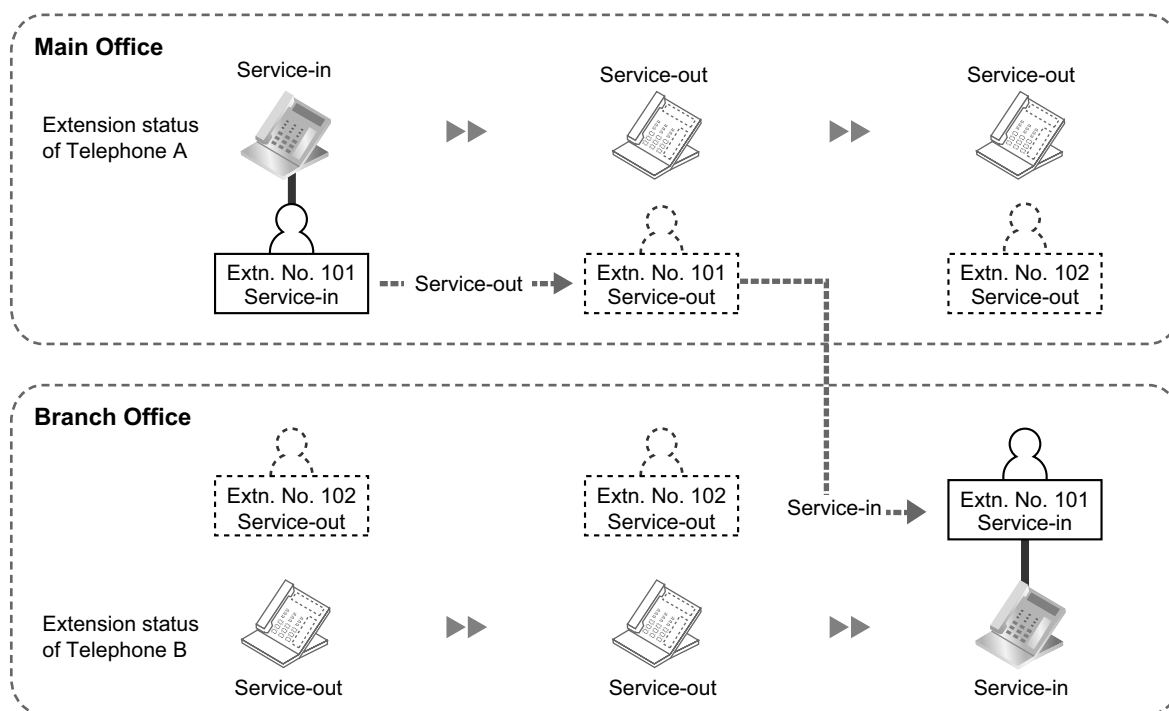 Main Office
Service-in
Service-out
Service-out
Extension status
of Telephone A
Extn. No. 101
Service-in
Service-out
Extn. No. 101
Service-out
Extn. No. 102
Service-out
Branch Office
Extn. No. 102
Service-out
Extn. No. 102
Service-out
Service-in
Extn. No. 101
Service-in
Extension status
of Telephone B
Service-out
Service-out
Service-in